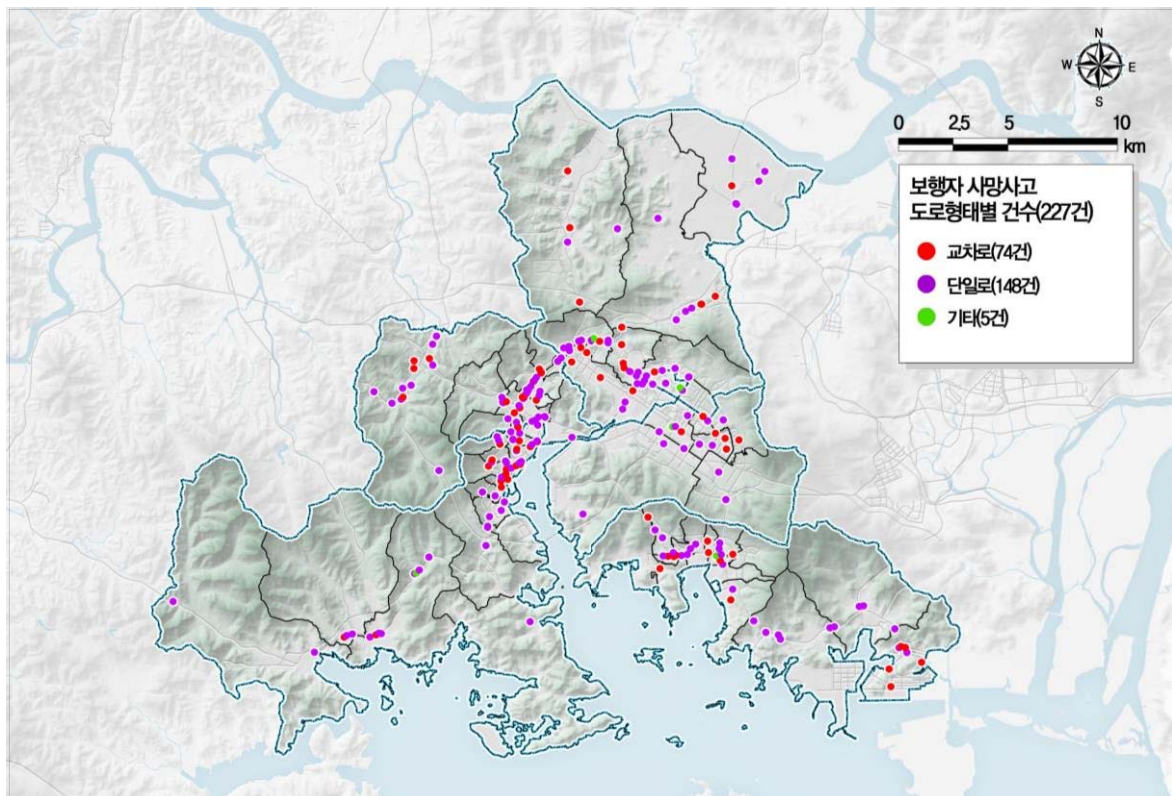 N
W E
S
0 2.5 5 10
km
보행자 사망사고
도로형태별 건수(227건)
교차로(74건)
단일로(148건)
기타(5건)